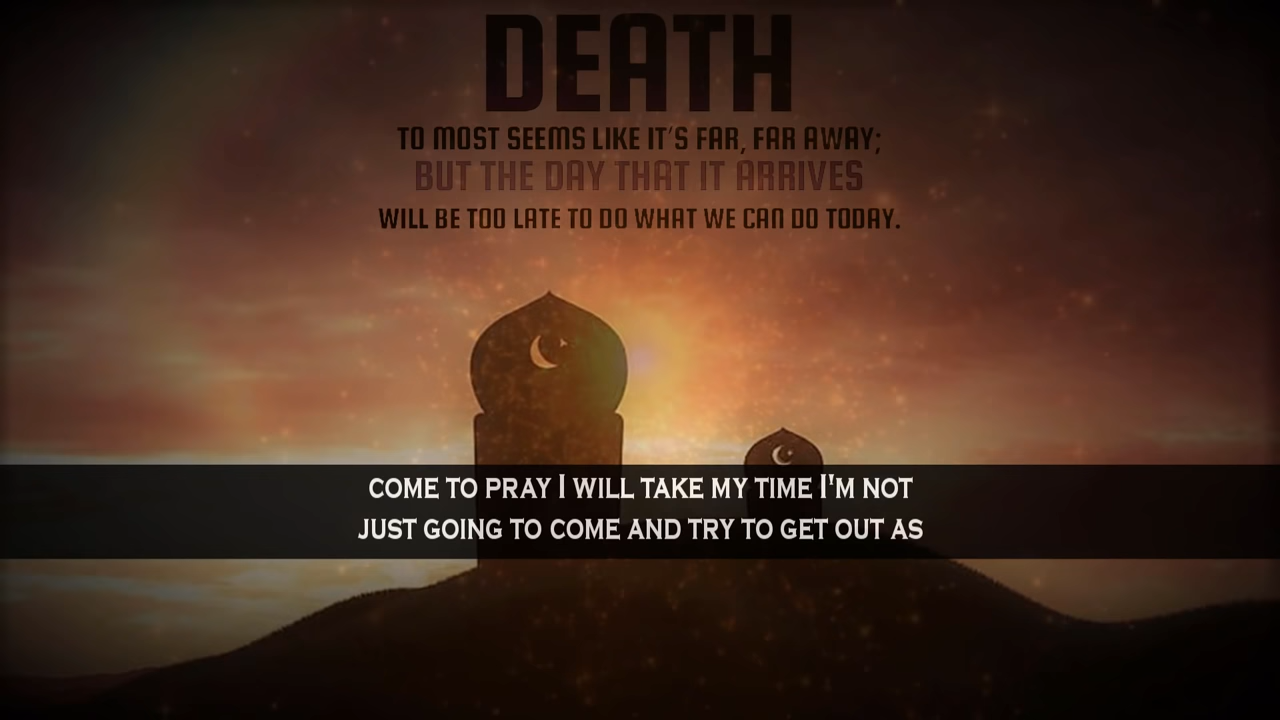 DEATH
TO MOST SEEMS LIKE IT'S FAR, FAR AWAY;
BUT THE DAY THAT IT ARRIVES
WILL BE TOO LATE TO DO WHAT WE CAN DO TODAY.
COME TO PRAY I WILL TAKE MY TIME I'M NOT
JUST GOING TO COME AND TRY TO GET OUT AS